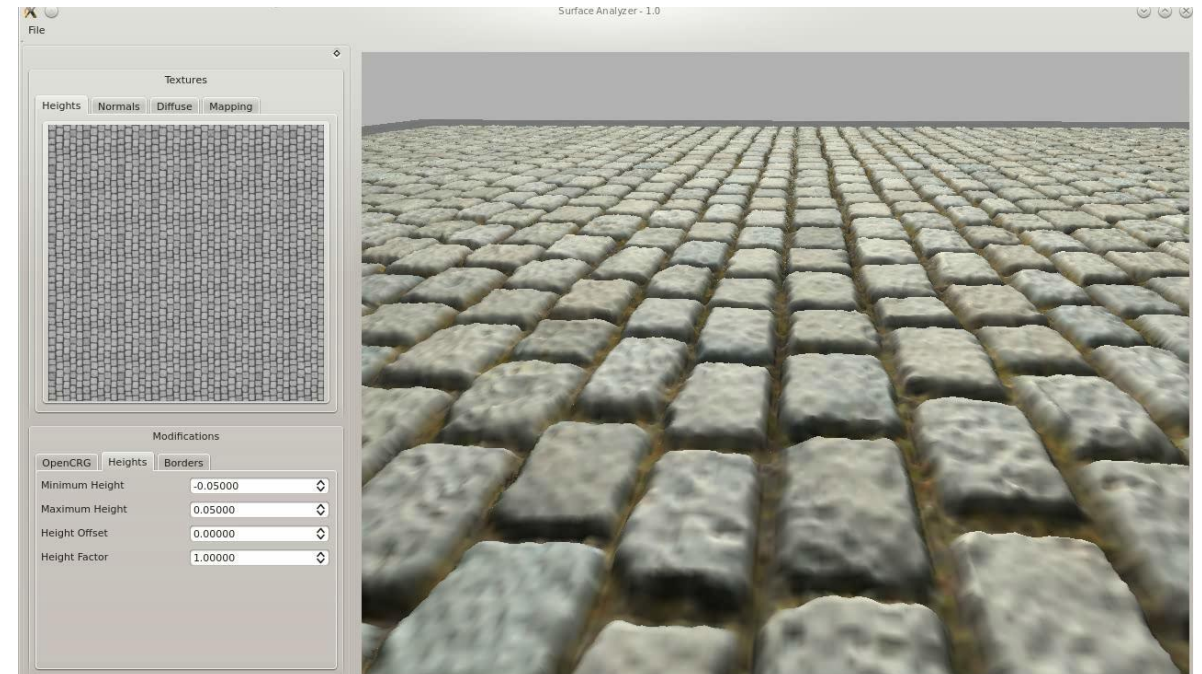 Surface Analyzer - 1.0
File
Textures
Heights Normals Diffuse Mapping
Modifications
OpenCRG Heights Borders
Minimum Height -0.05000
Maximum Height 0.05000
Height Offset 0.00000
Height Factor 1.00000